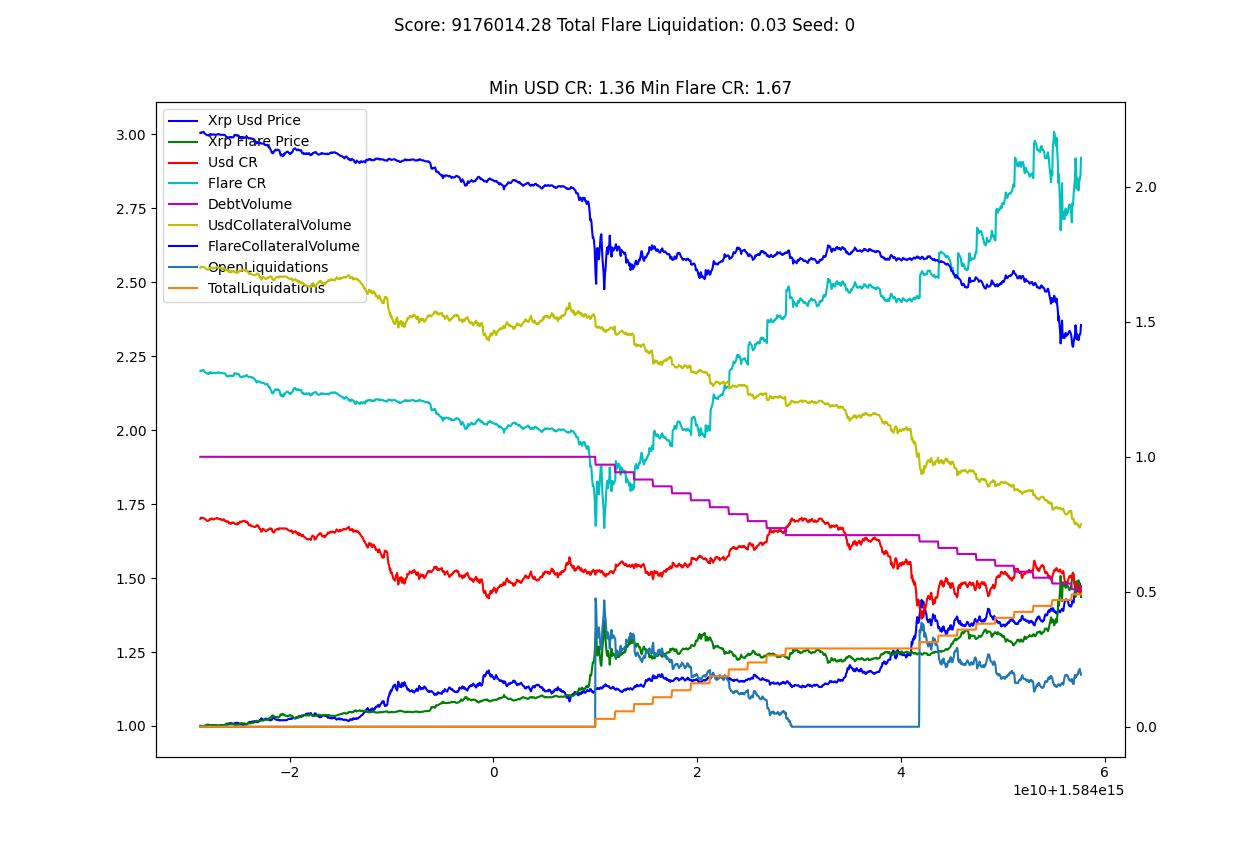 Score: 9176014.28 Total Flare Liquidation: 0.03 Seed: 0
Min USD CR: 1.36 Min Flare CR: 1.67
Xrp Usd Price
Xrp Flare Price
Usd CR
Flare CR
DebtVolume
UsdCollateralVolume
FlareCollateralVolume
OpenLiquidations
TotalLiquidations
3.00
2.75
2.50
2.25
2.00
1.75
1.50
1.25
1.00
2.0
1.5
1.0
0.5
0.0
−2
0
2
4
6
1e10+1.584e15